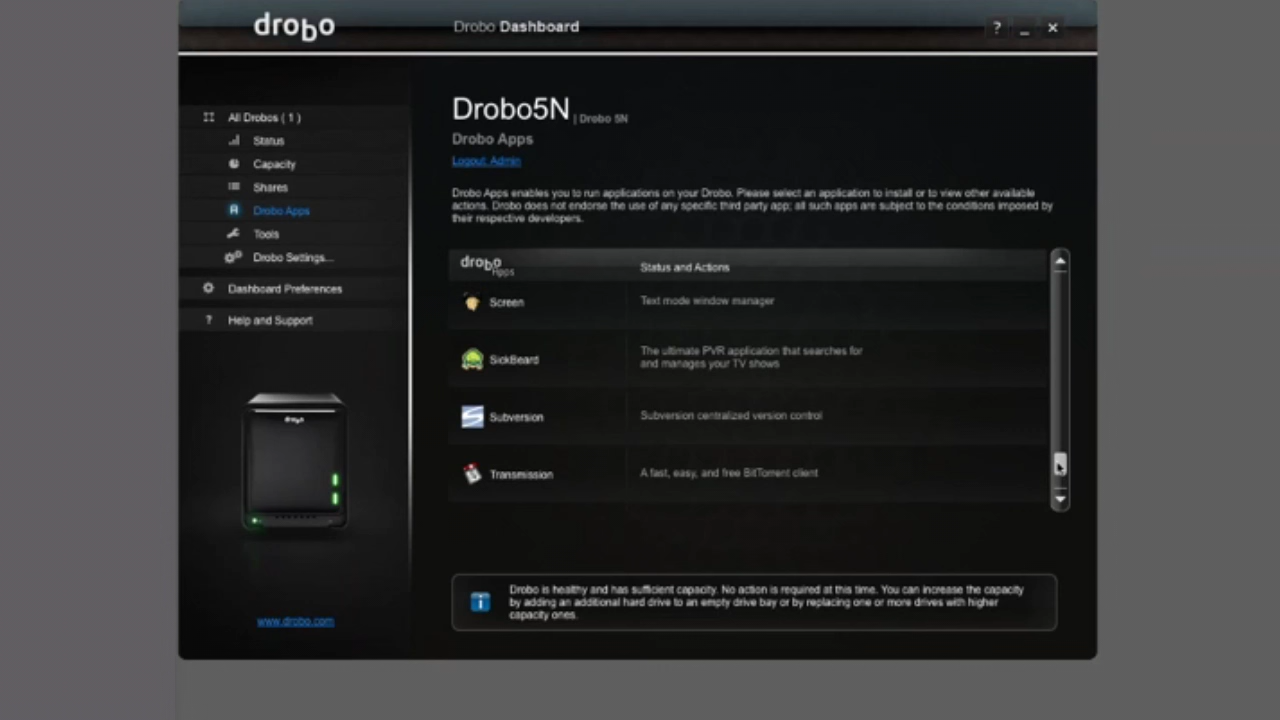 drobo
Drobo Dashboard
? _ ×
All Drobos ( 1 )
Status
Capacity
Shares
Drobo Apps
Tools
Drobo Settings...
Dashboard Preferences
? Help and Support
drobo
www.drobo.com
Drobo5N | Drobo 5N
Drobo Apps
Logout: Admin
Drobo Apps enables you to run applications on your Drobo. Please select an application to install or to view other available
actions. Drobo does not endorse the use of any specific third party app; all such apps are subject to the conditions imposed by
their respective developers.
drobo Apps
Status and Actions
Screen
Text mode window manager
SickBeard
The ultimate PVR application that searches for
and manages your TV shows
Subversion
Subversion centralized version control
Transmission
A fast, easy, and free BitTorrent client
Drobo is healthy and has sufficient capacity. No action is required at this time. You can increase the capacity
by adding an additional hard drive to an empty drive bay or by replacing one or more drives with higher
capacity ones.